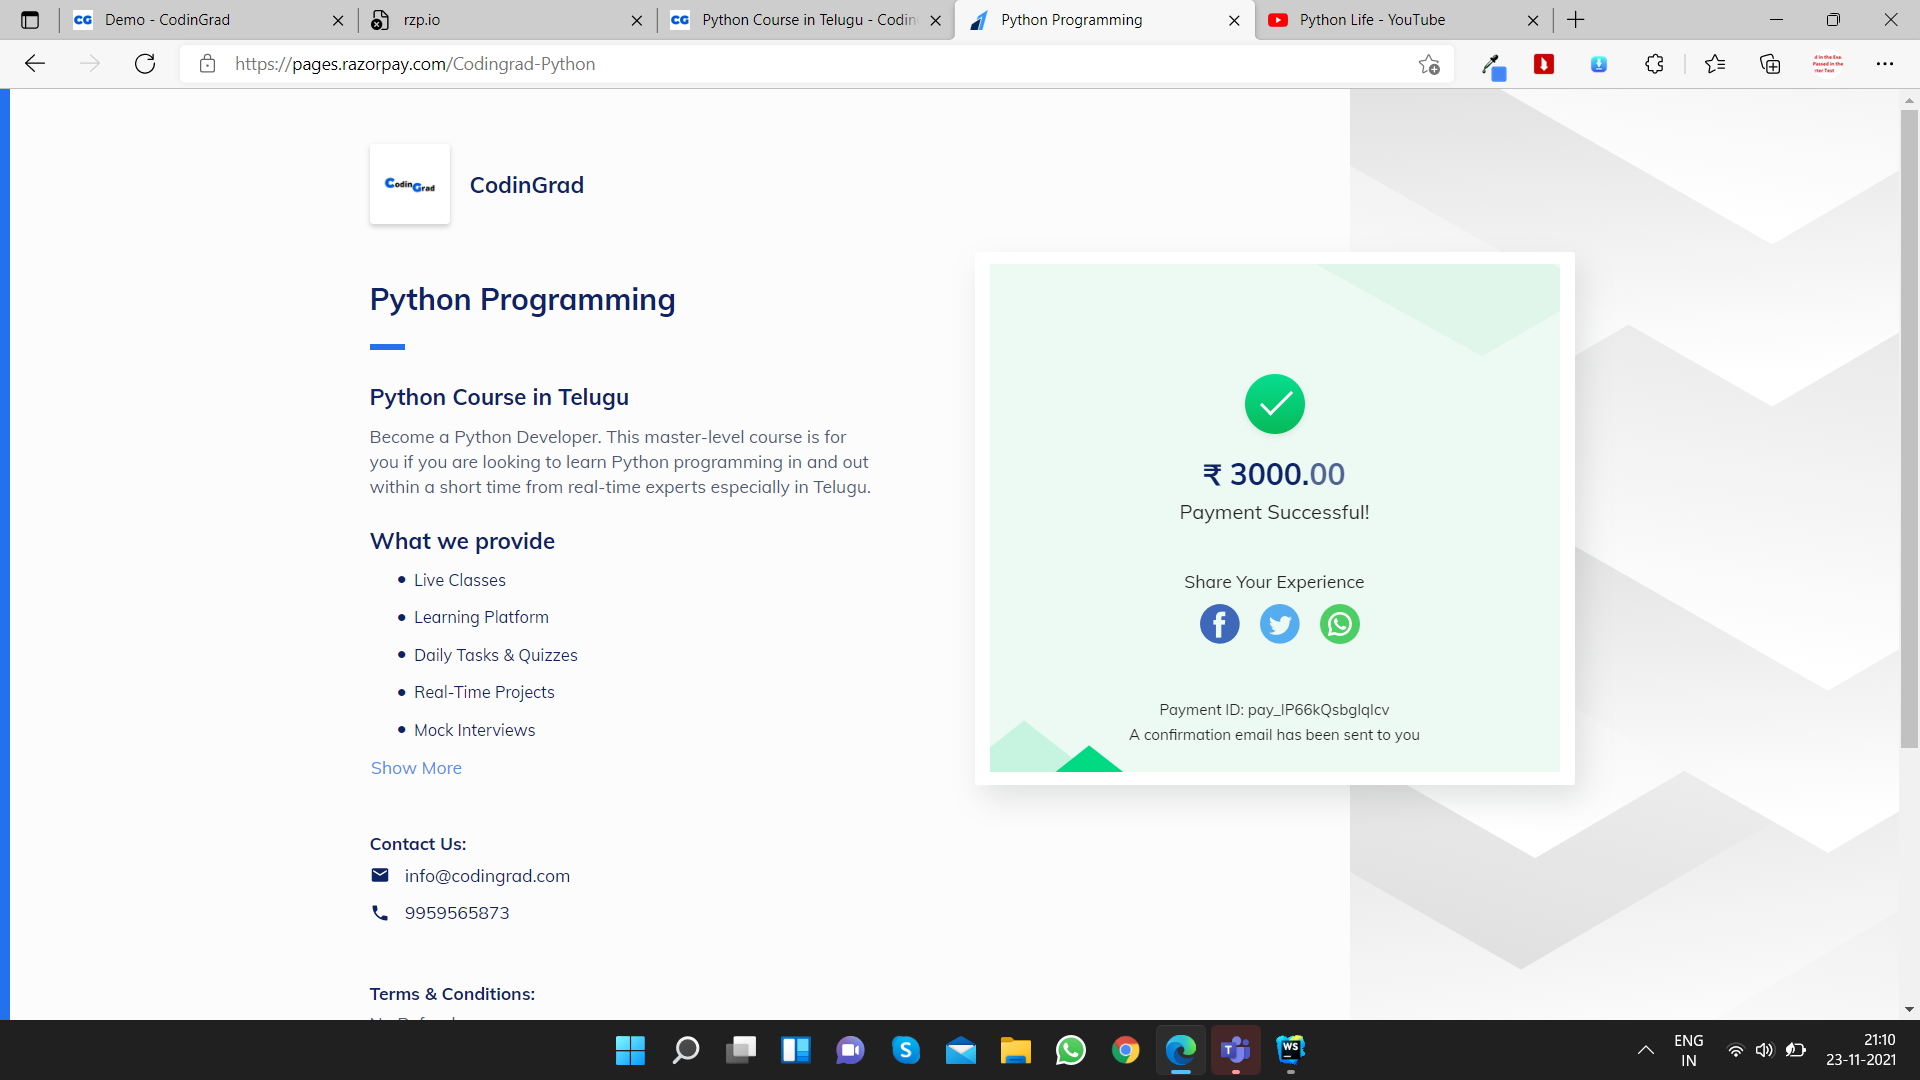 Demo - CodinGrad
rzp.io
Python Course in Telugu - Codin
Python Programming
Python Life - YouTube
https://pages.razorpay.com/Codingrad-Python
CodinGrad
CodinGrad
Python Programming
Python Course in Telugu
Become a Python Developer. This master-level course is for
you if you are looking to learn Python programming in and out
within a short time from real-time experts especially in Telugu.
What we provide
Live Classes
Learning Platform
Daily Tasks & Quizzes
Real-Time Projects
Mock Interviews
Show More
Contact Us:
info@codingrad.com
9959565873
Terms & Conditions:
₹ 3000.00
Payment Successful!
Share Your Experience
A confirmation email has been sent to you
ENG
IN
21:10
23-11-2021